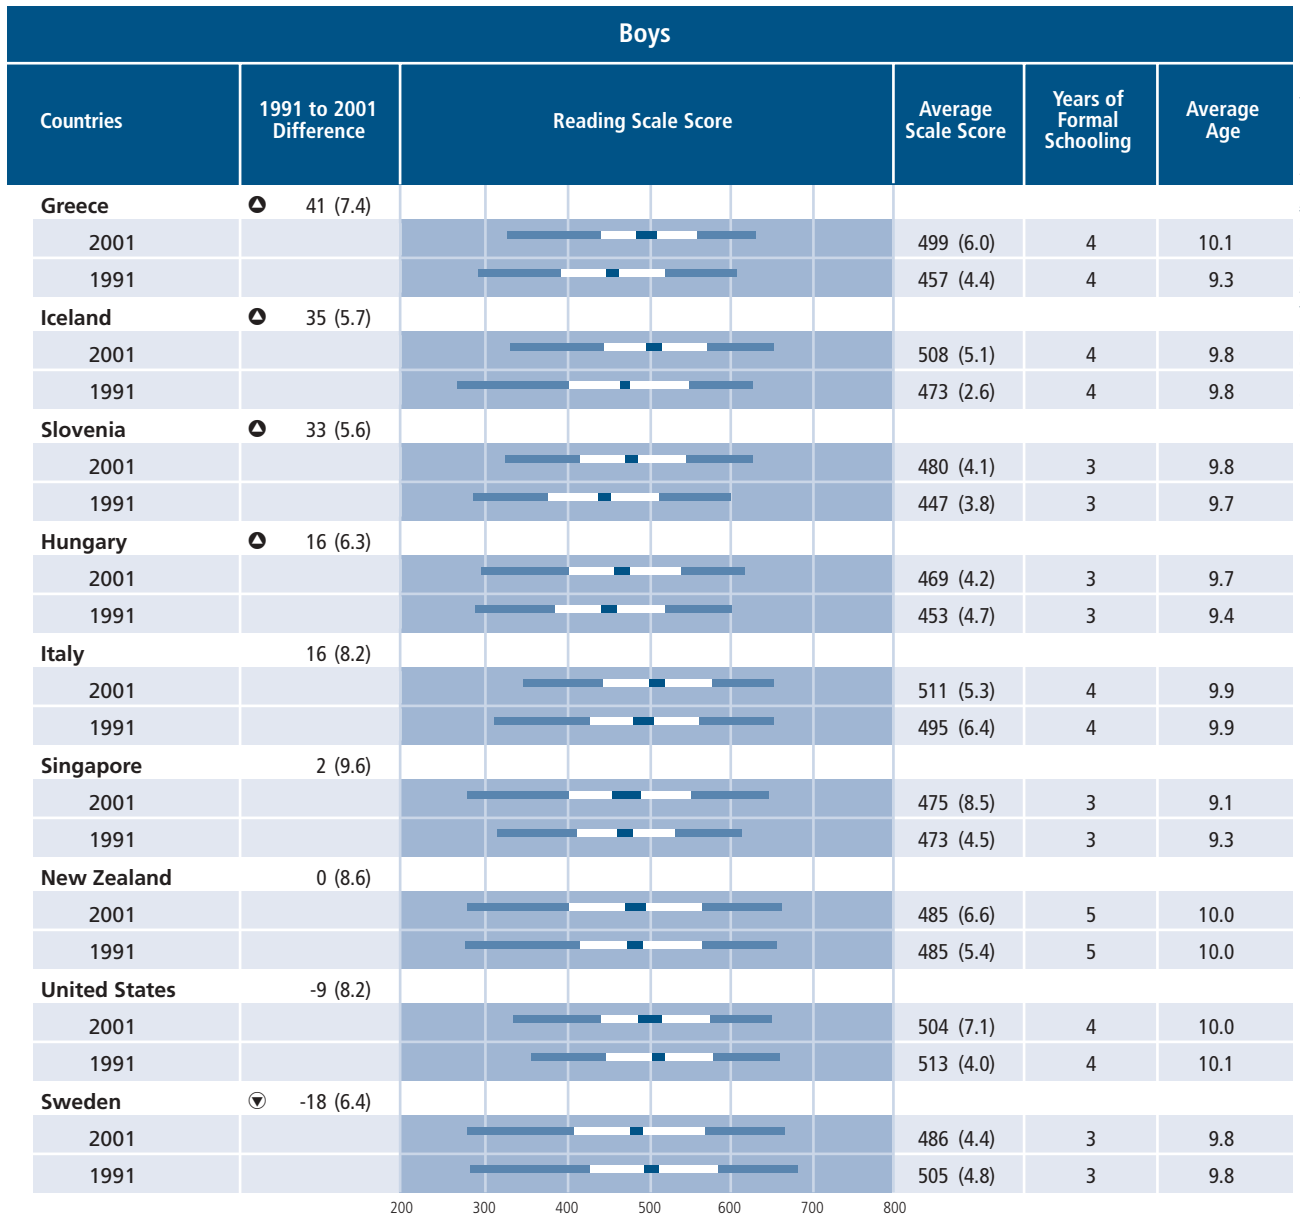 Boys
Countries
1991 to 2001
Difference
Reading Scale Score
Average
Scale Score
Years of
Formal
Schooling
Average
Age
Greece 41 (7.4)
2001 499 (6.0) 4 10.1
1991 457 (4.4) 4 9.3
Iceland 35 (5.7)
2001 508 (5.1) 4 9.8
1991 473 (2.6) 4 9.8
Slovenia 33 (5.6)
2001 480 (4.1) 3 9.8
1991 447 (3.8) 3 9.7
Hungary 16 (6.3)
2001 469 (4.2) 3 9.7
1991 453 (4.7) 3 9.4
Italy 16 (8.2)
2001 511 (5.3) 4 9.9
1991 495 (6.4) 4 9.9
Singapore 2 (9.6)
2001 475 (8.5) 3 9.1
1991 473 (4.5) 3 9.3
New Zealand 0 (8.6)
2001 485 (6.6) 5 10.0
1991 485 (5.4) 5 10.0
United States -9 (8.2)
2001 504 (7.1) 4 10.0
1991 513 (4.0) 4 10.1
Sweden -18 (6.4)
2001 486 (4.4) 3 9.8
1991 505 (4.8) 3 9.8
200 300 400 500 600 700 800